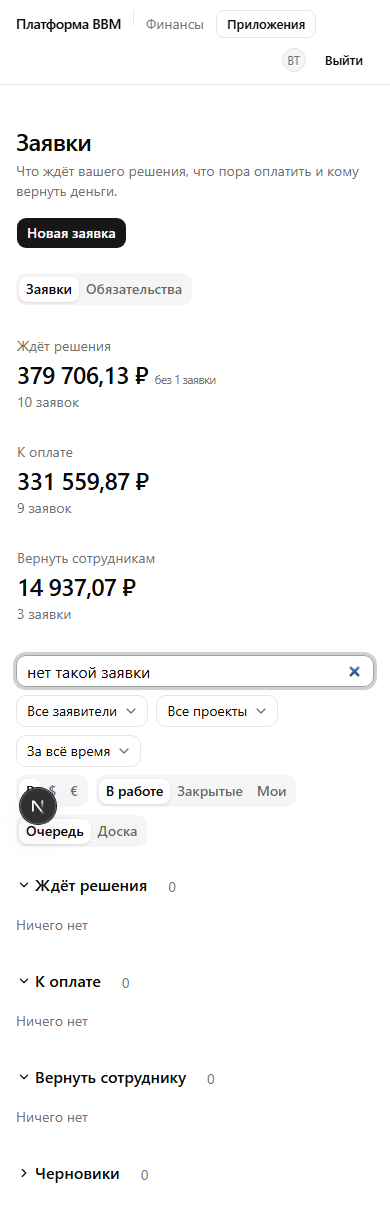 Платформа ВВМ Финансы Приложения
ВТ Выйти
Заявки
Что ждёт вашего решения, что пора оплатить и кому
вернуть деньги.
Новая заявка
Заявки Обязательства
Ждёт решения
379 706,13 ₽ без 1 заявки
10 заявок
К оплате
331 559,87 ₽
9 заявок
Вернуть сотрудникам
14 937,07 ₽
3 заявки
нет такой заявки
Все заявители Все проекты
За всё время
$ € В работе Закрытые Мои
N
Очередь Доска
Ждёт решения 0
Ничего нет
К оплате 0
Ничего нет
Вернуть сотруднику 0
Ничего нет
Черновики 0